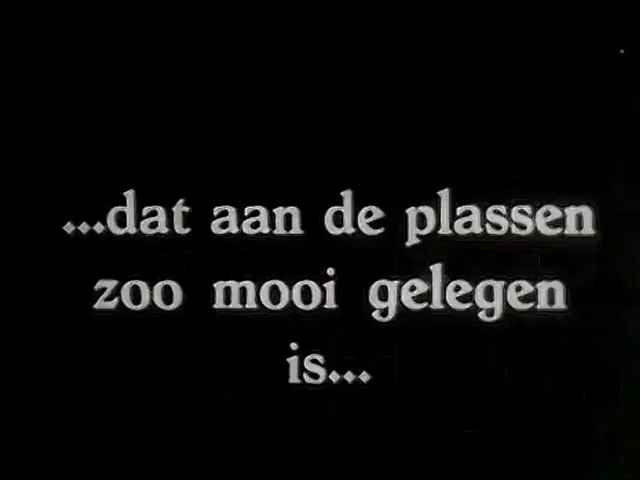 ...dat aan de plassen
zoo mooi gelegen
is...